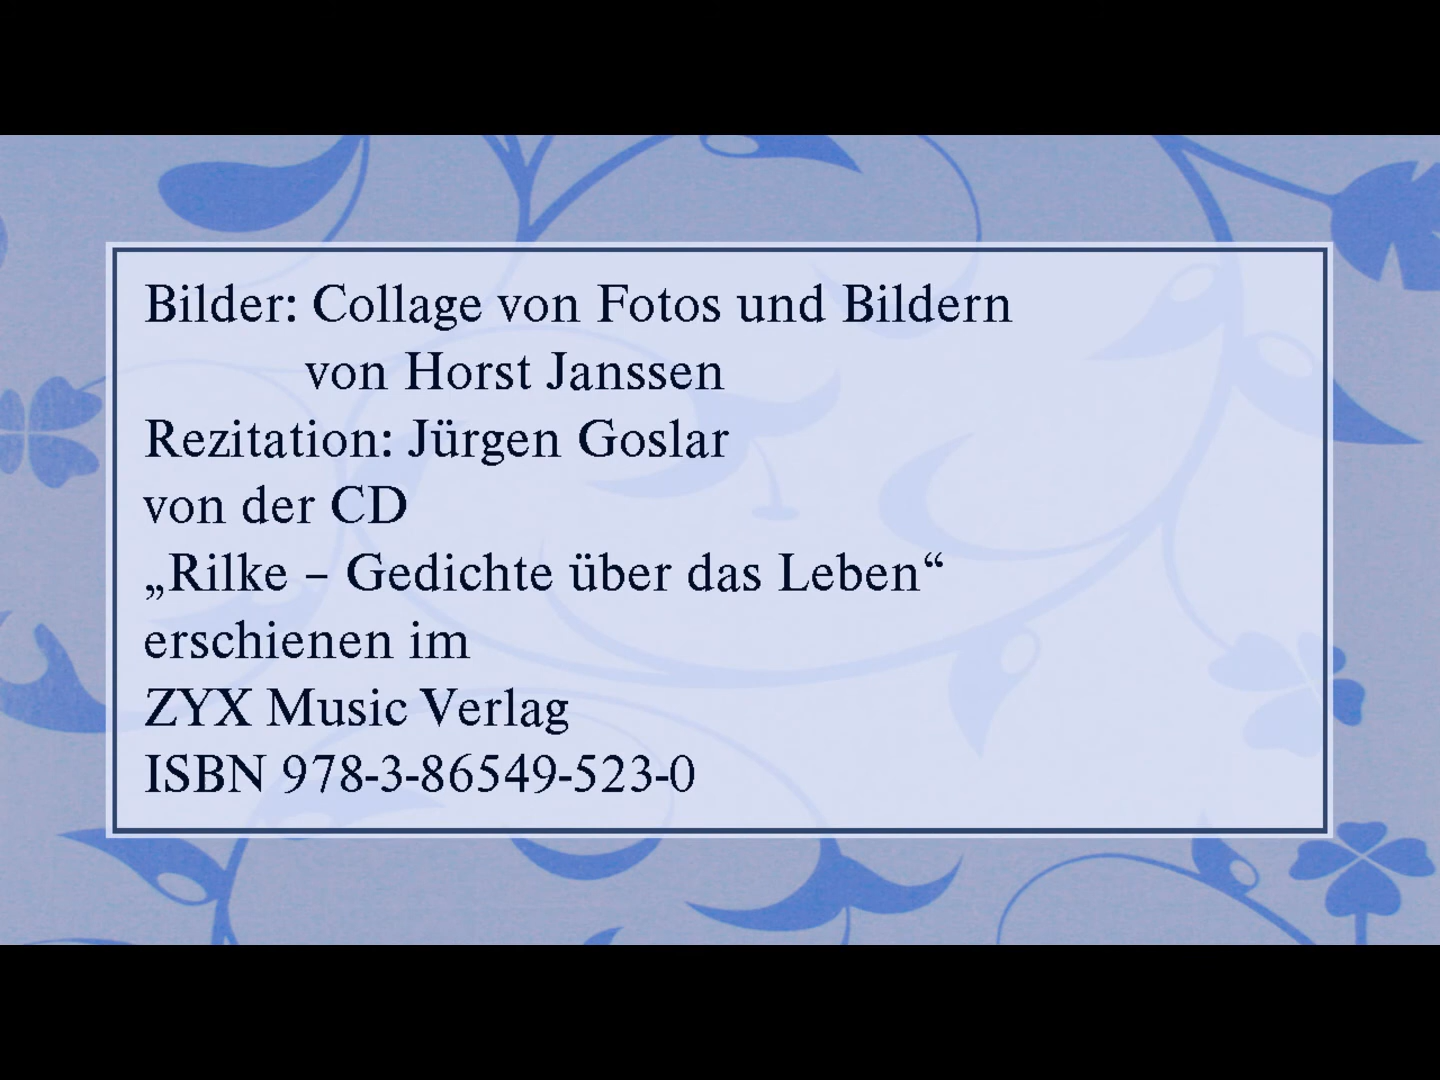 Bilder: Collage von Fotos und Bildern
von Horst Janssen
Rezitation: Jürgen Goslar
von der CD
„Rilke – Gedichte über das Leben“
erschienen im
ZYX Music Verlag
ISBN 978-3-86549-523-0